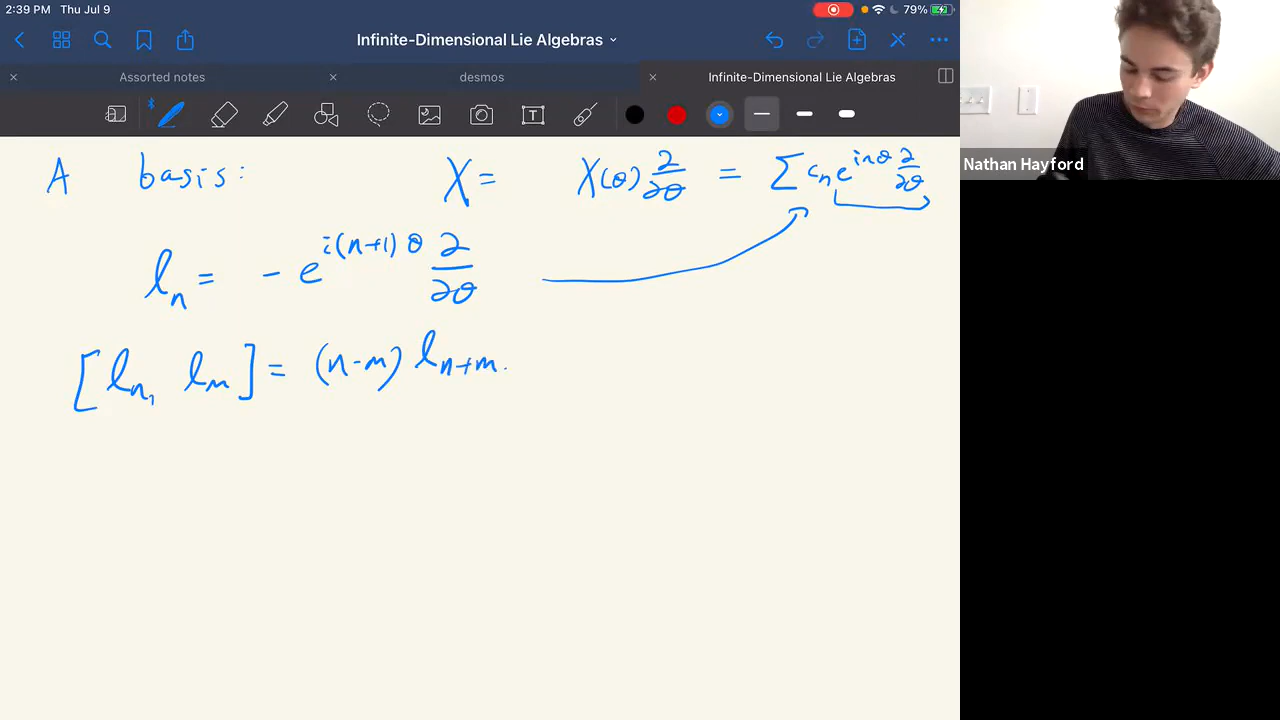 2:39 PM Thu Jul 9
79%
Infinite-Dimensional Lie Algebras
Assorted notes
desmos
Infinite-Dimensional Lie Algebras
T
Nathan Hayford
A basis: X = X(θ) ∂/∂θ = ∑ cₙ e^{inθ} ∂/∂θ
lₙ = - e^{i(n+1)θ} ∂/∂θ
[lₙ, lₘ] = (n-m) lₙ₊ₘ.